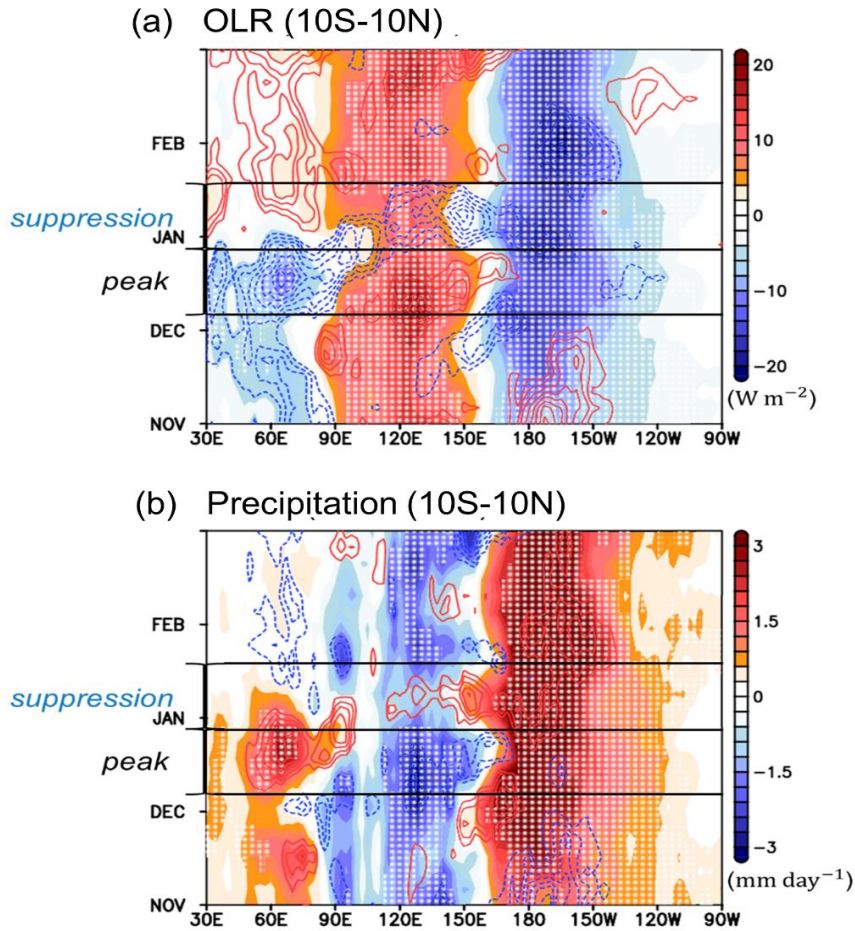 (a) OLR (10S-10N)
20
10
0
−10
−20
(W m−2)
FEB
suppression
JAN
peak
DEC
NOV
30E 60E 90E 120E 150E 180 150W 120W 90W
(b) Precipitation (10S-10N)
3
1.5
0
−1.5
−3
(mm day−1)
FEB
suppression
JAN
peak
DEC
NOV
30E 60E 90E 120E 150E 180 150W 120W 90W